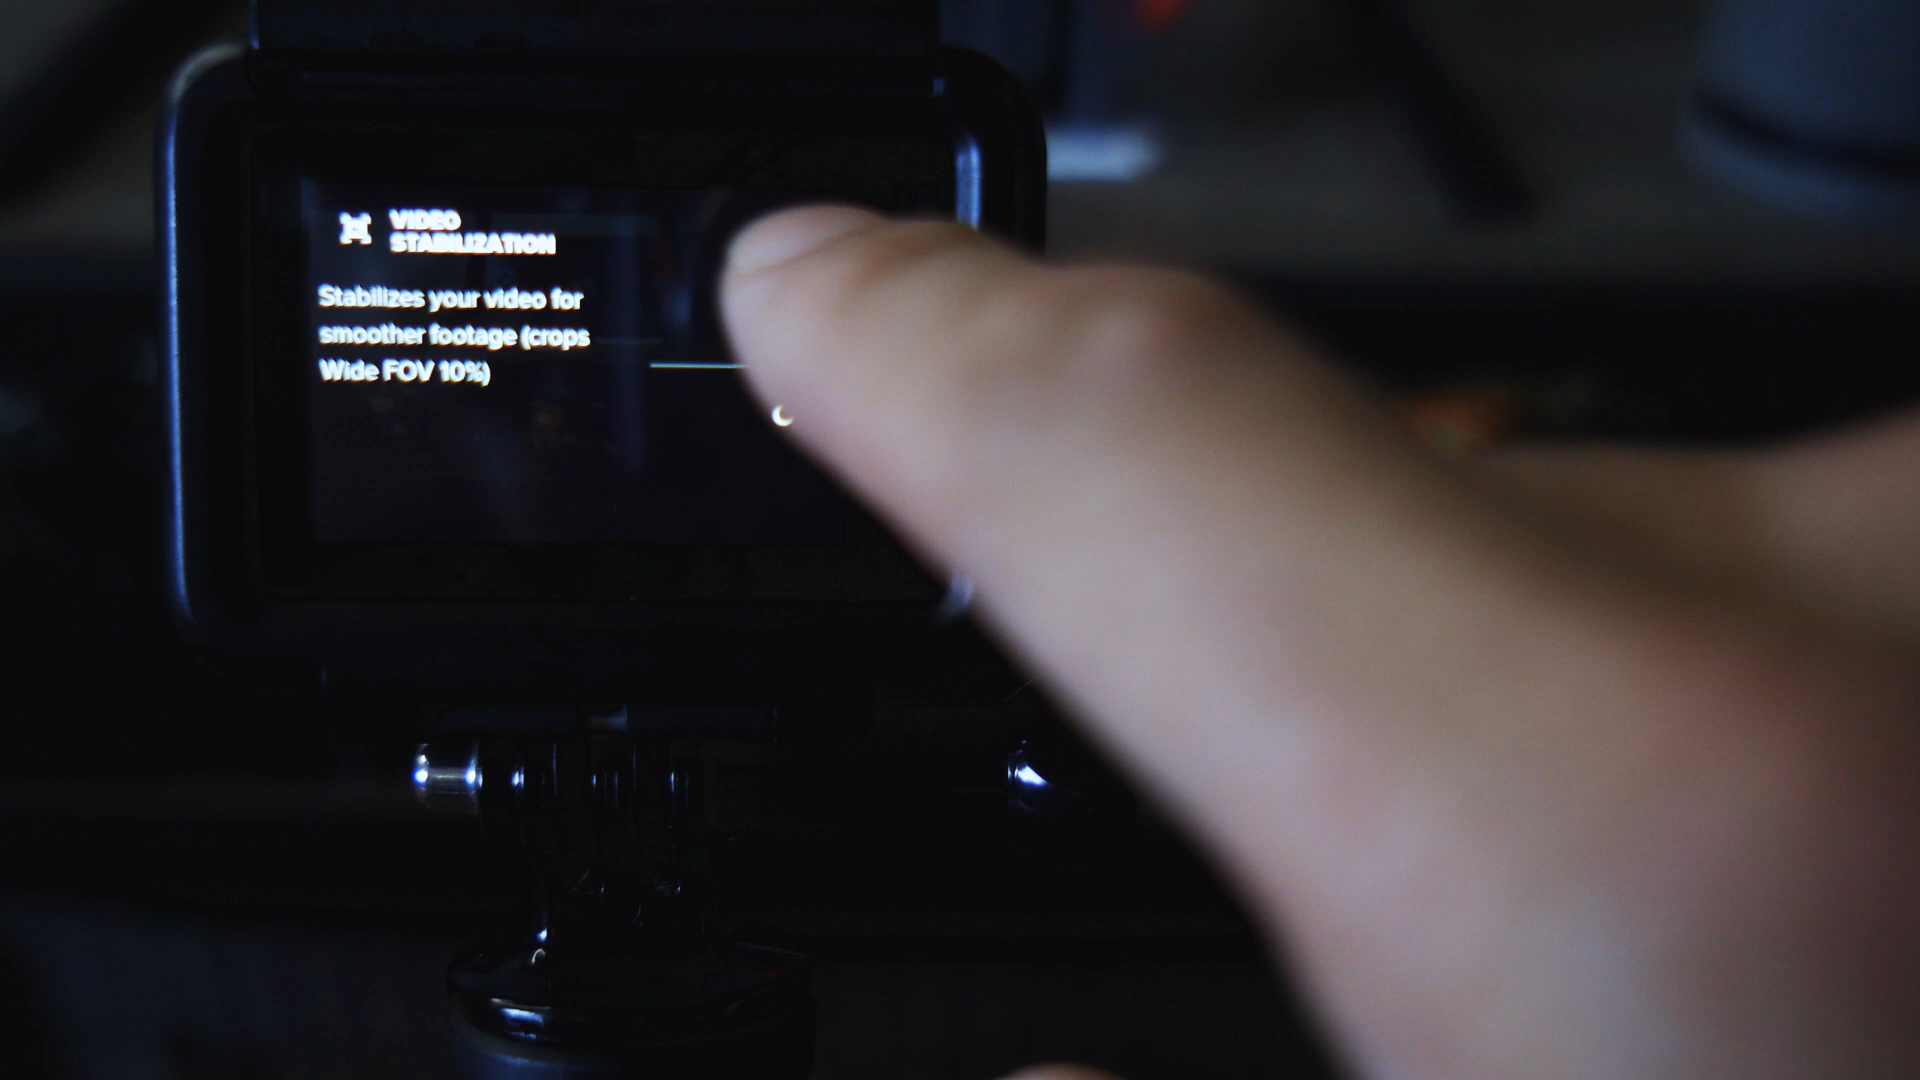 VIDEO
STABILIZATION
Stabilizes your video for
smoother footage (crops
Wide FOV 10%)